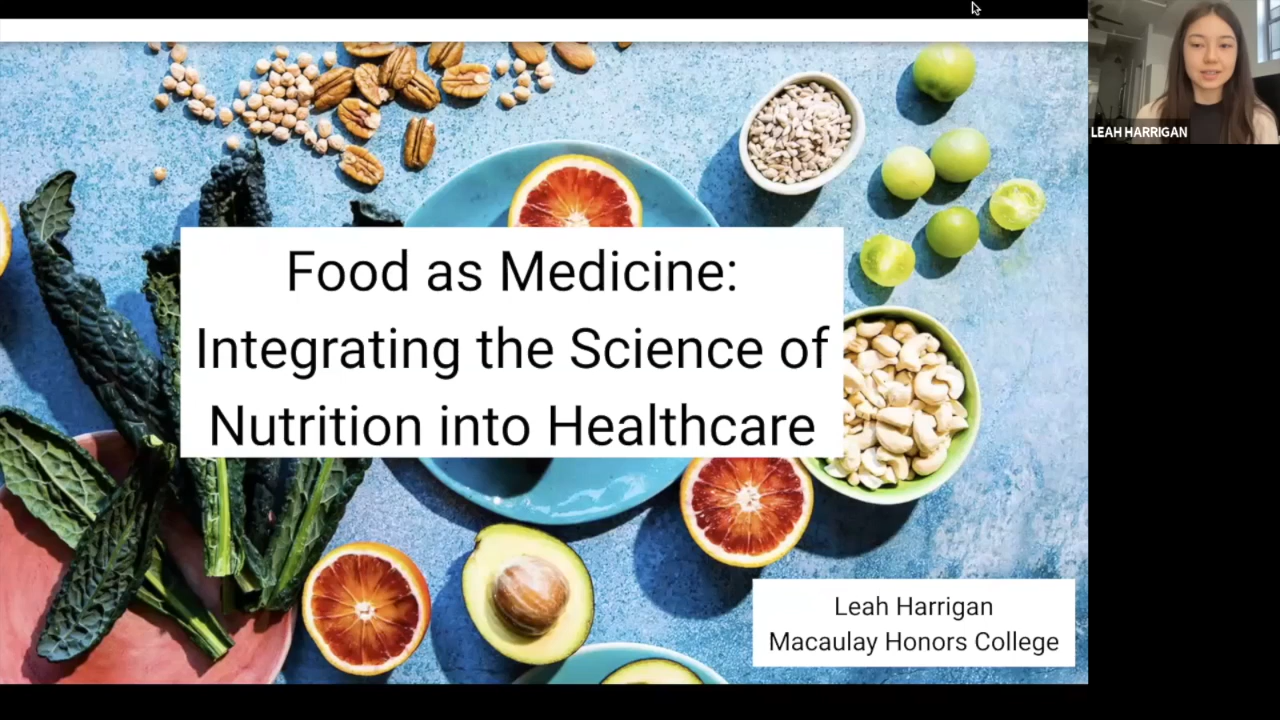 Food as Medicine:
Integrating the Science of
Nutrition into Healthcare
Leah Harrigan
Macaulay Honors College
LEAH HARRIGAN